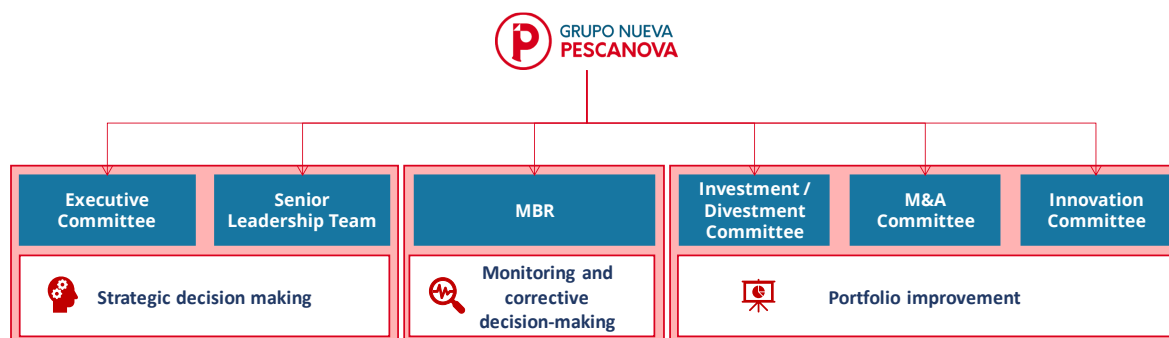 GRUPO NUEVA
PESCANOVA
Executive
Committee
Senior
Leadership Team
MBR
Investment /
Divestment
Committee
M&A
Committee
Innovation
Committee
Strategic decision making
Monitoring and
corrective
decision-making
Portfolio improvement